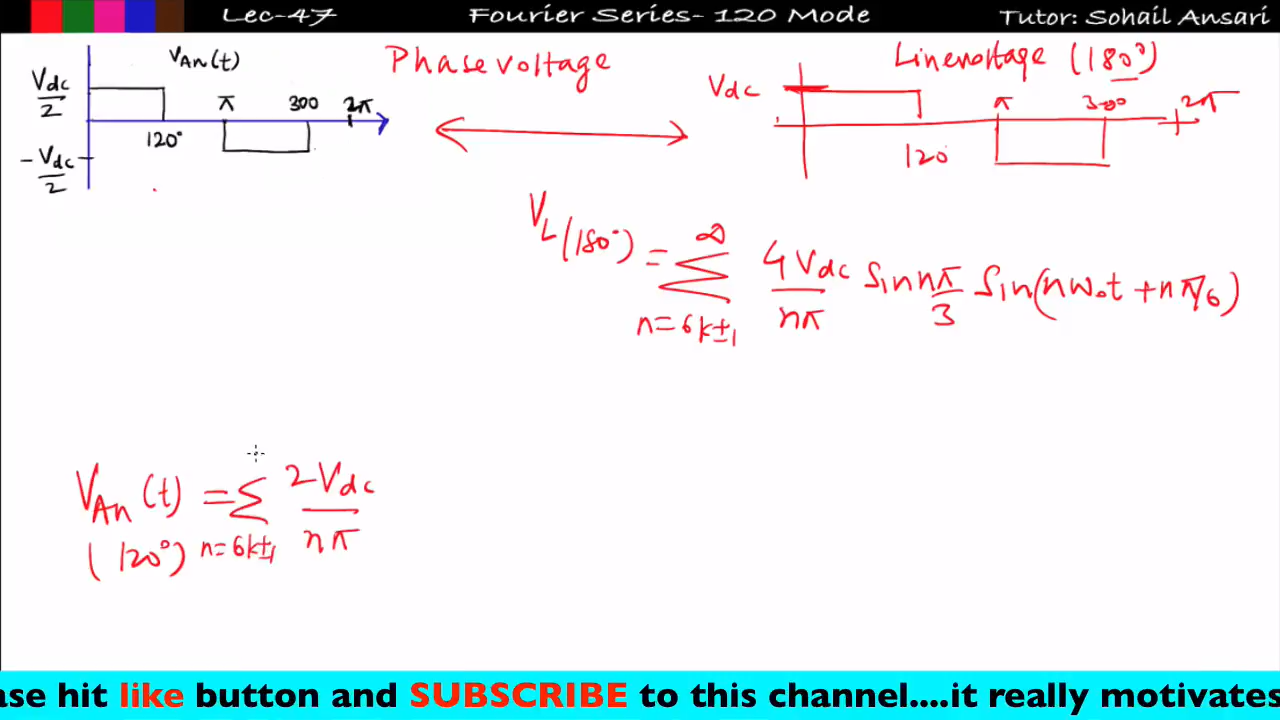 Lec-47 Fourier Series- 120 Mode Tutor: Sohail Ansari
VAn(t) Phase voltage Line voltage (180°)
Vdc/2 π 300 2π Vdc π 300 2π
120° 120
-Vdc/2
VL(180°) = ∑ n=6k±1 ∞ 4Vdc/nπ Sin nπ/3 Sin(nω₀t + nπ/6)
VAn(t) = ∑ n=6k±1 2Vdc/nπ
(120°)
ase hit like button and SUBSCRIBE to this channel....it really motivates